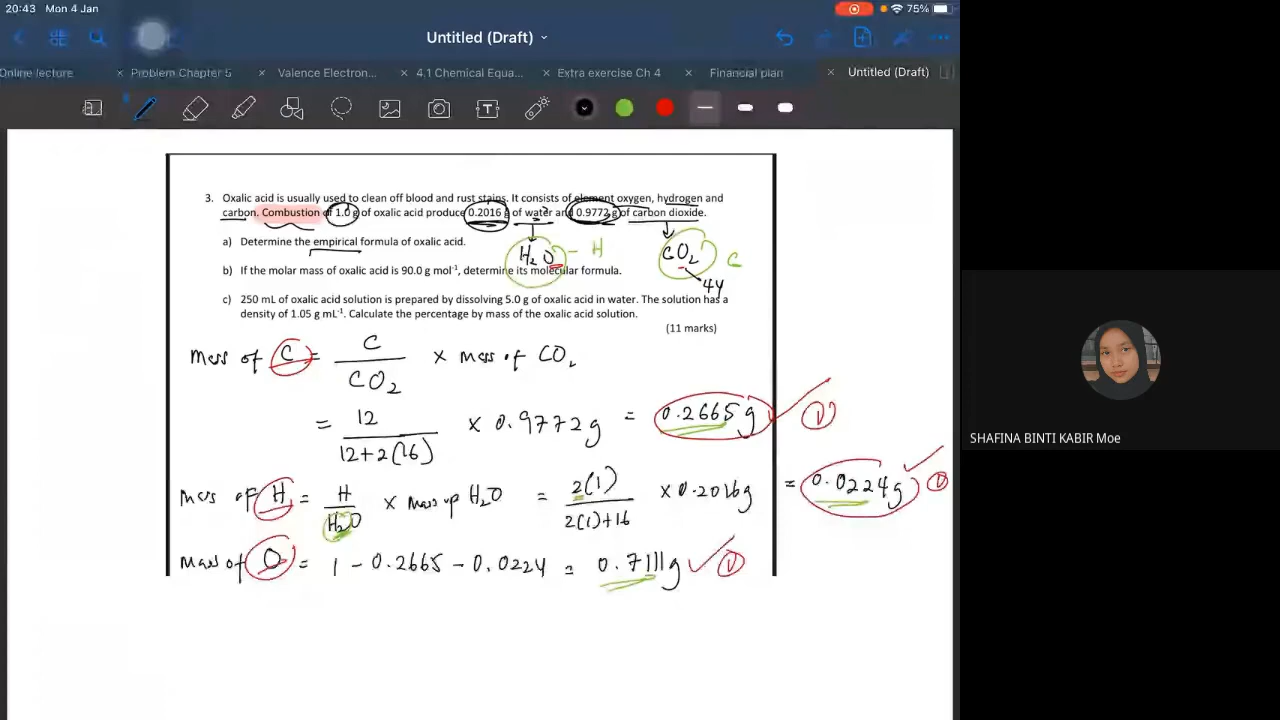 20:43 Mon 4 Jan 75%
Untitled (Draft)
Online lecture × Problem Chapter 5 × Valence Electron... × 4.1 Chemical Equa... × Extra exercise Ch 4 × Financial plan × Untitled (Draft)
3. Oxalic acid is usually used to clean off blood and rust stains. It consists of element oxygen, hydrogen and
carbon. Combustion of 1.0 g of oxalic acid produce 0.2016 g of water and 0.9772 g of carbon dioxide.
a) Determine the empirical formula of oxalic acid.
H₂O – H
CO₂ C
b) If the molar mass of oxalic acid is 90.0 g mol⁻¹, determine its molecular formula.
44
c) 250 mL of oxalic acid solution is prepared by dissolving 5.0 g of oxalic acid in water. The solution has a
density of 1.05 g mL⁻¹. Calculate the percentage by mass of the oxalic acid solution.
(11 marks)
Mass of C = C / CO₂ × Mass of CO₂
= 12 / 12+2(16) × 0.9772g = 0.2665g ✓ ①
SHAFINA BINTI KABIR Moe
Mass of H = H / H₂O × Mass of H₂O = 2(1) / 2(1)+16 × 0.2016g = 0.0224g ✓ ①
Mass of O = 1 – 0.2665 – 0.0224 = 0.7111g ✓ ①